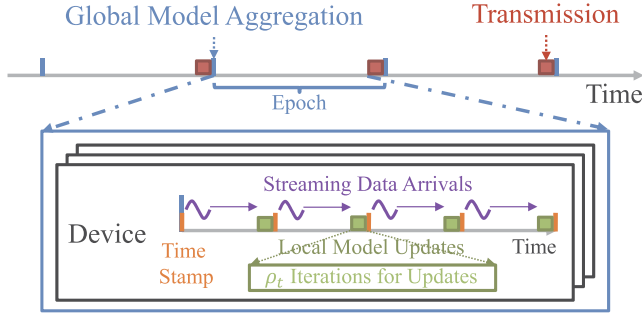 Global Model Aggregation
Transmission
Time
Epoch
Streaming Data Arrivals
Device
Time
Stamp
Local Model Updates
Time
ρt Iterations for Updates